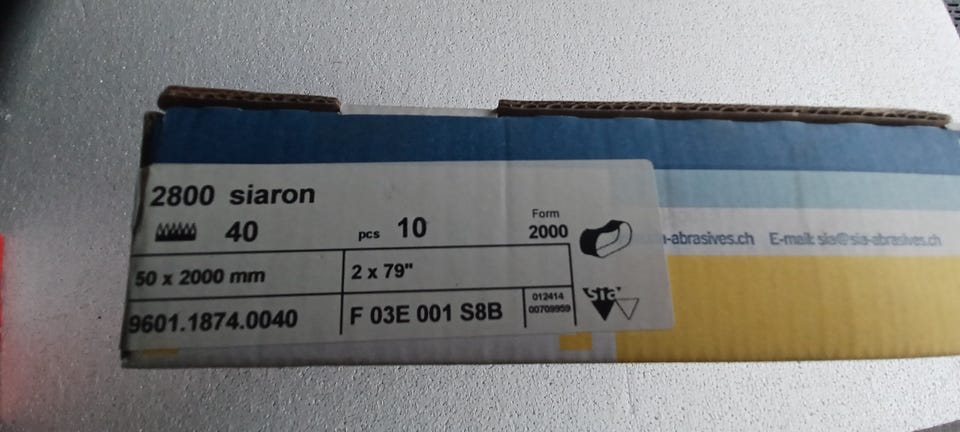 2800 siaron
40 pcs 10 Form 2000
50 x 2000 mm 2 x 79"
9601.1874.0040 F 03E 001 S8B 012414 00709959
sia
-abrasives.ch E-mail: sia@sia-abrasives.ch